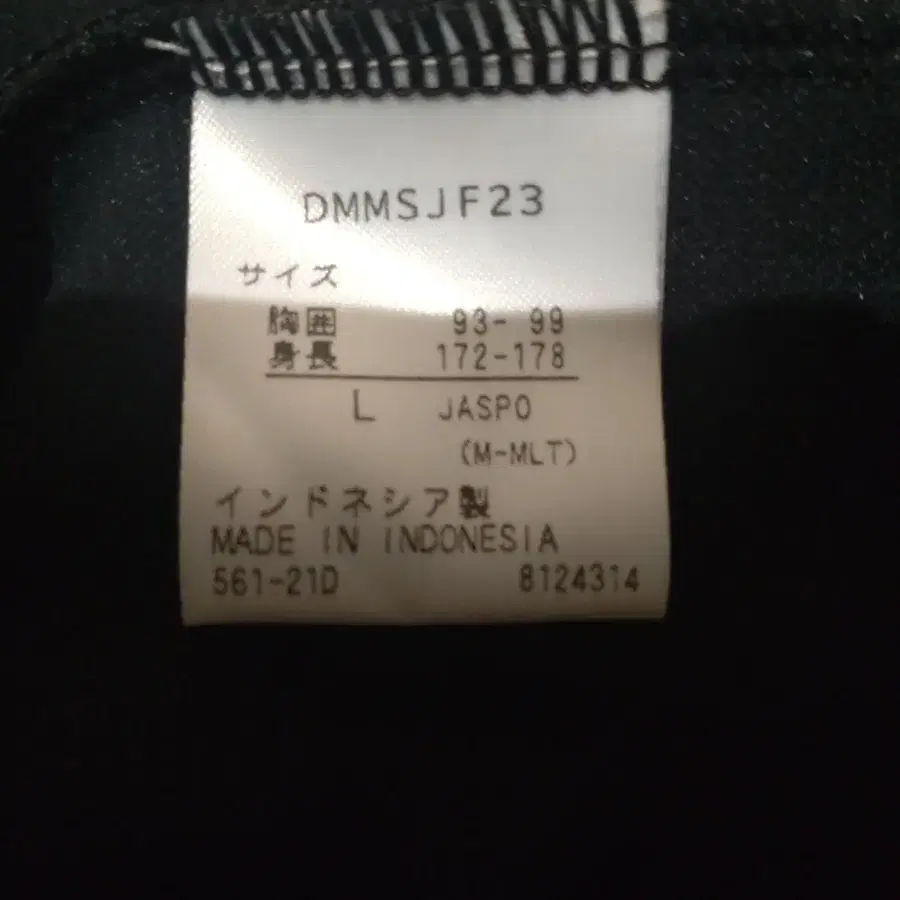 DMMSJF23
サイズ
胸囲 93- 99
身長 172-178
L JASPO
(M-MLT)
インドネシア製
MADE IN INDONESIA
561-21D 8124314